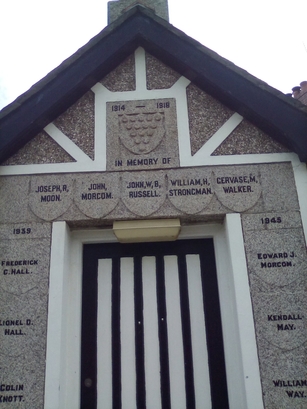 1914 — 1918
IN MEMORY OF
JOSEPH, R, MOON.
JOHN, MORCOM.
JOHN, W, B, RUSSELL.
WILLIAM, H, STRONGMAN.
GERVASE, M, WALKER.
1939
FREDERICK C. HALL.
LIONEL D. HALL.
COLIN KNOTT.
1945
EDWARD J. MORCOM.
KENDALL MAY.
WILLIAM WAY.